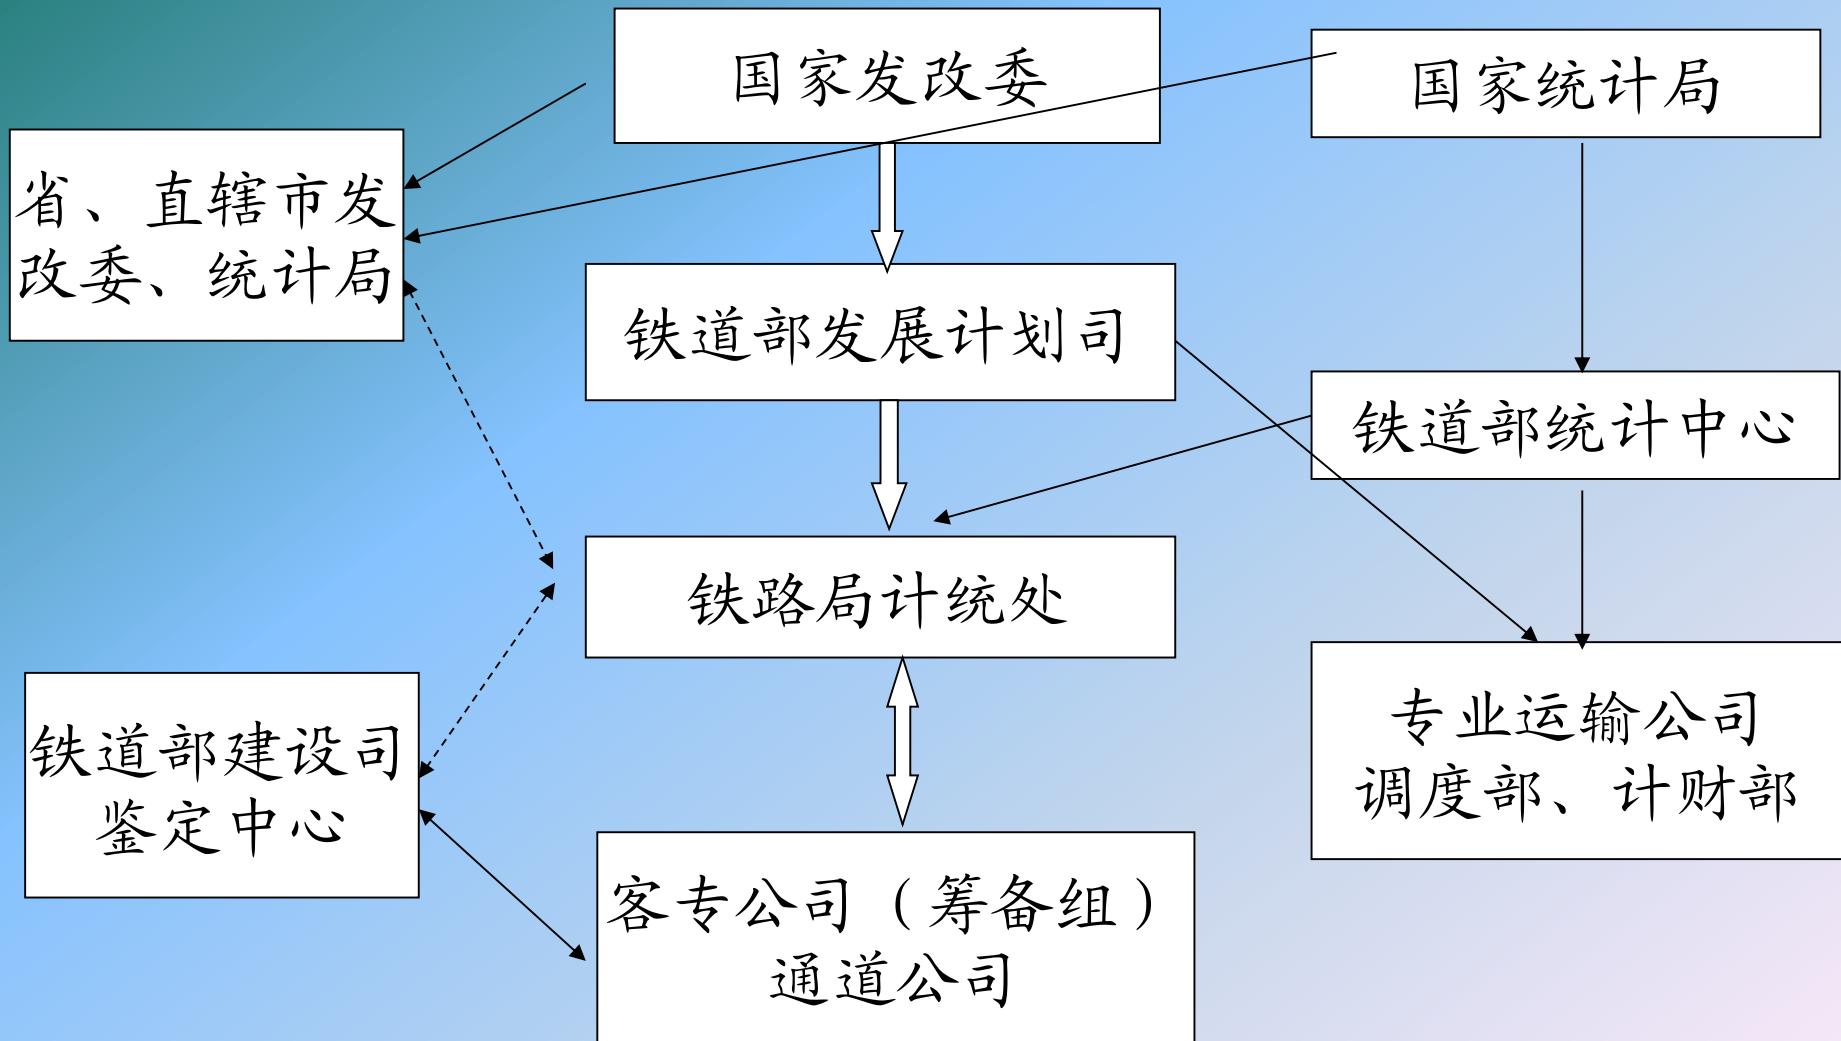 国家发改委
国家统计局
省、直辖市发
改委、统计局
铁道部发展计划司
铁道部统计中心
铁路局计统处
铁道部建设司
鉴定中心
专业运输公司
调度部、计财部
客专公司（筹备组）
通道公司